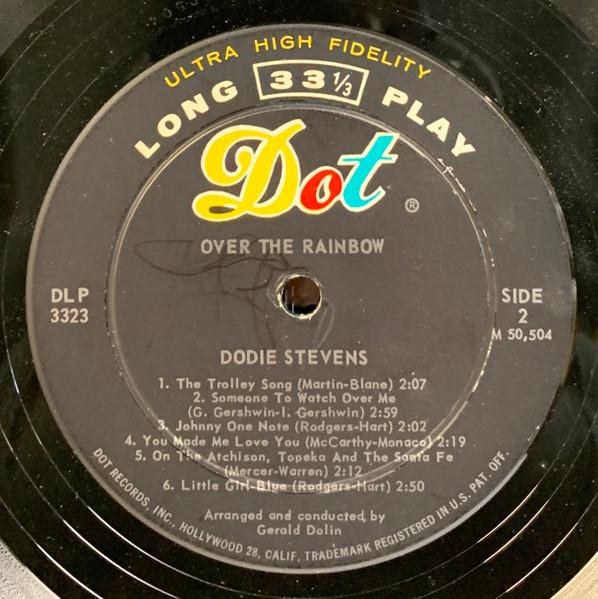 ULTRA HIGH FIDELITY
LONG 33 1/3 PLAY
Dot ®
OVER THE RAINBOW
DLP
3323
SIDE
2
M 50,504
DODIE STEVENS
1. The Trolley Song (Martin-Blane) 2:07
2. Someone To Watch Over Me
(G. Gershwin-I. Gershwin) 2:59
3. Johnny One Note (Rodgers-Hart) 2:02
4. You Made Me Love You (McCarthy-Monaco) 2:19
5. On The Atchison, Topeka And The Santa Fe
(Mercer-Warren) 2:12
6. Little Girl Blue (Rodgers-Hart) 2:50
Arranged and conducted by
Gerald Dolin
DOT RECORDS, INC., HOLLYWOOD 28, CALIF. TRADEMARK REGISTERED IN U.S. PAT. OFF.